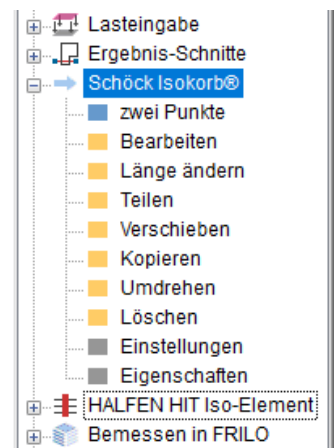 Lasteingabe
Ergebnis-Schnitte
Schöck Isokorb®
zwei Punkte
Bearbeiten
Länge ändern
Teilen
Verschieben
Kopieren
Umdrehen
Löschen
Einstellungen
Eigenschaften
HALFEN HIT Iso-Element
Bemessen in FRILO